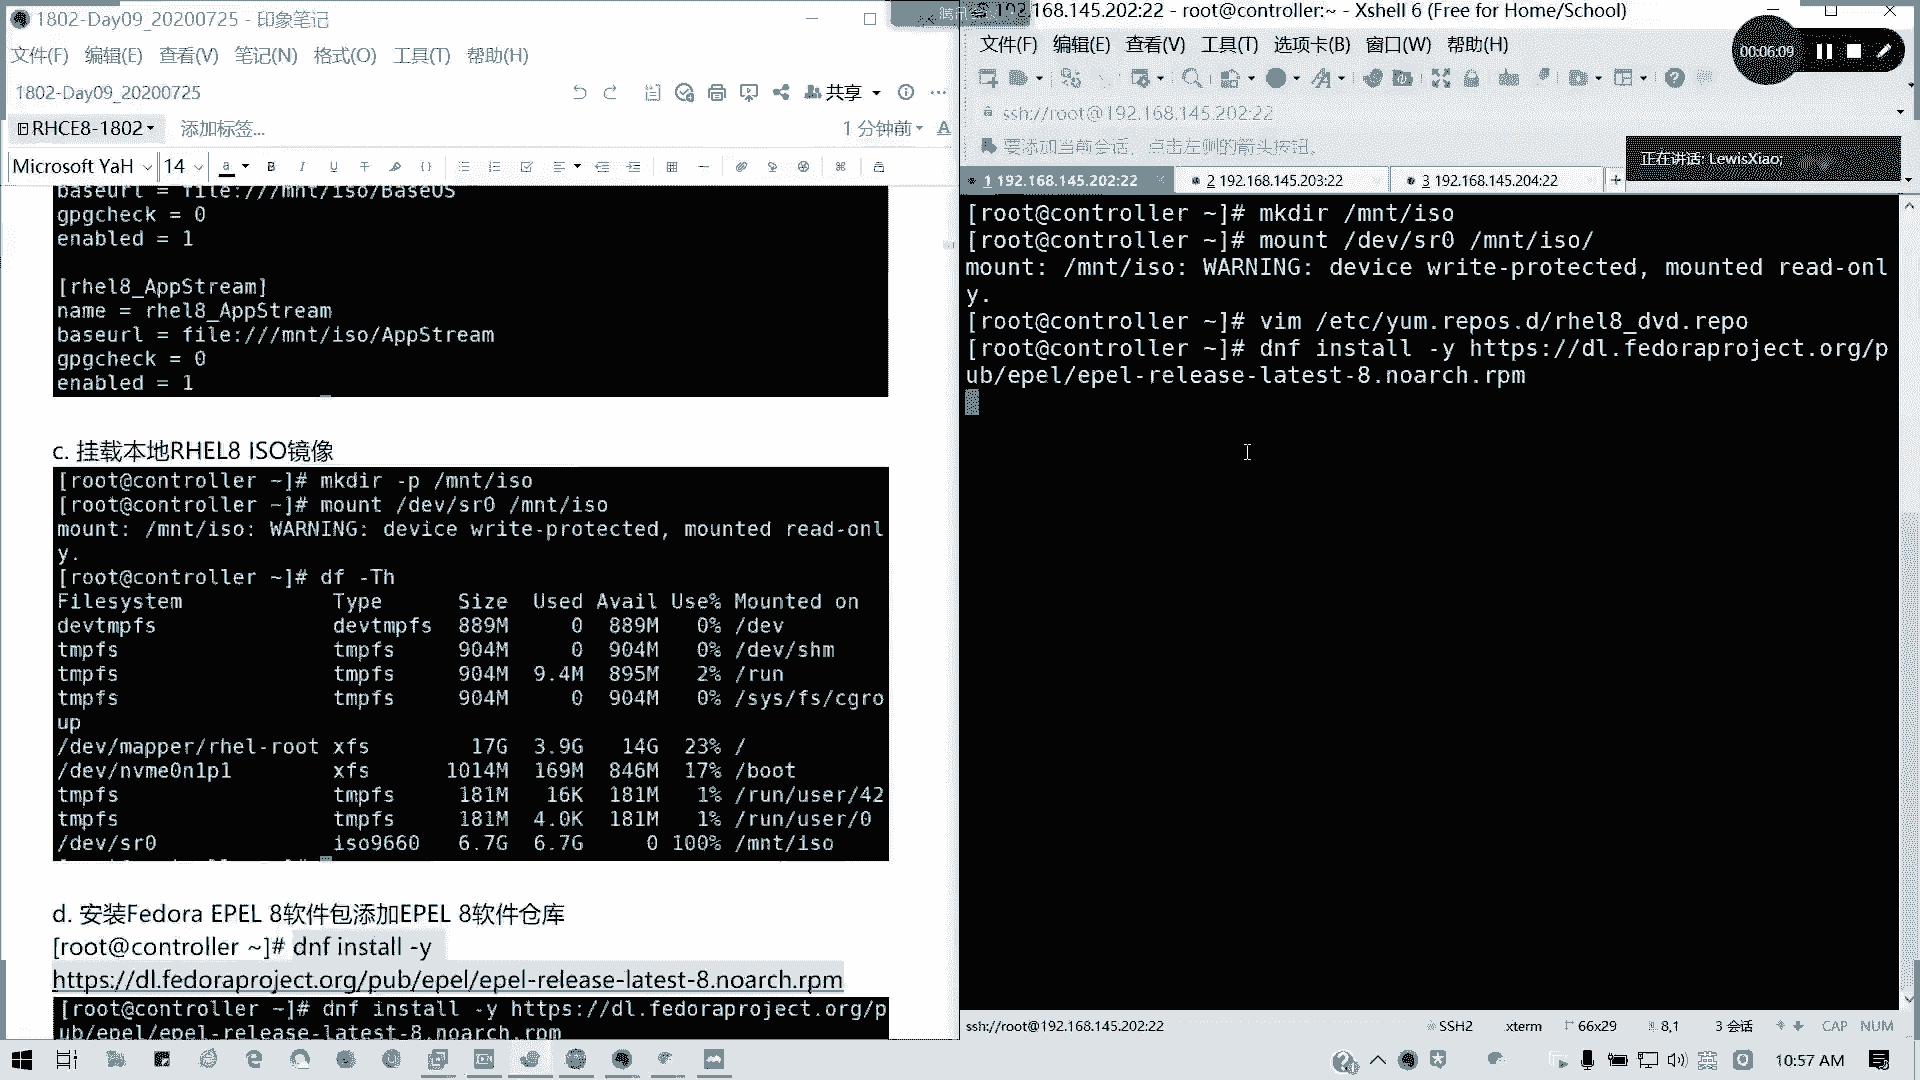 1802-Day09_20200725 - 印象笔记
文件(F) 编辑(E) 查看(V) 笔记(N) 格式(O) 工具(T) 帮助(H)
1802-Day09_20200725
共享
RHCE8-1802
添加标签...
1 分钟前
Microsoft YaH
14
baseurl = file:///mnt/iso/BaseOS
gpgcheck = 0
enabled = 1
[rhel8_AppStream]
name = rhel8_AppStream
baseurl = file:///mnt/iso/AppStream
gpgcheck = 0
enabled = 1
c. 挂载本地RHEL8 ISO镜像
[root@controller ~]# mkdir -p /mnt/iso
[root@controller ~]# mount /dev/sr0 /mnt/iso
mount: /mnt/iso: WARNING: device write-protected, mounted read-onl
y.
[root@controller ~]# df -Th
Filesystem Type Size Used Avail Use% Mounted on
devtmpfs devtmpfs 889M 0 889M 0% /dev
tmpfs tmpfs 904M 0 904M 0% /dev/shm
tmpfs tmpfs 904M 9.4M 895M 2% /run
tmpfs tmpfs 904M 0 904M 0% /sys/fs/cgro
up
/dev/mapper/rhel-root xfs 17G 3.9G 14G 23% /
/dev/nvme0n1p1 xfs 1014M 169M 846M 17% /boot
tmpfs tmpfs 181M 16K 181M 1% /run/user/42
tmpfs tmpfs 181M 4.0K 181M 1% /run/user/0
/dev/sr0 iso9660 6.7G 6.7G 0 100% /mnt/iso
d. 安装Fedora EPEL 8软件包添加EPEL 8软件仓库
[root@controller ~]# dnf install -y
https://dl.fedoraproject.org/pub/epel/epel-release-latest-8.noarch.rpm
[root@controller ~]# dnf install -y https://dl.fedoraproject.org/p
ub/epel/epel-release-latest-8.noarch.rpm
腾讯会议
192.168.145.202:22 - root@controller:~ - Xshell 6 (Free for Home/School)
文件(F) 编辑(E) 查看(V) 工具(T) 选项卡(B) 窗口(W) 帮助(H)
00:06:09
ssh://root@192.168.145.202:22
要添加当前会话，点击左侧的箭头按钮。
正在讲话: LewisXiao;
1 192.168.145.202:22
2 192.168.145.203:22
3 192.168.145.204:22
[root@controller ~]# mkdir /mnt/iso
[root@controller ~]# mount /dev/sr0 /mnt/iso/
mount: /mnt/iso: WARNING: device write-protected, mounted read-onl
y.
[root@controller ~]# vim /etc/yum.repos.d/rhel8_dvd.repo
[root@controller ~]# dnf install -y https://dl.fedoraproject.org/p
ub/epel/epel-release-latest-8.noarch.rpm
ssh://root@192.168.145.202:22
SSH2 xterm 66x29 8,1 3 会话 CAP NUM
英
10:57 AM